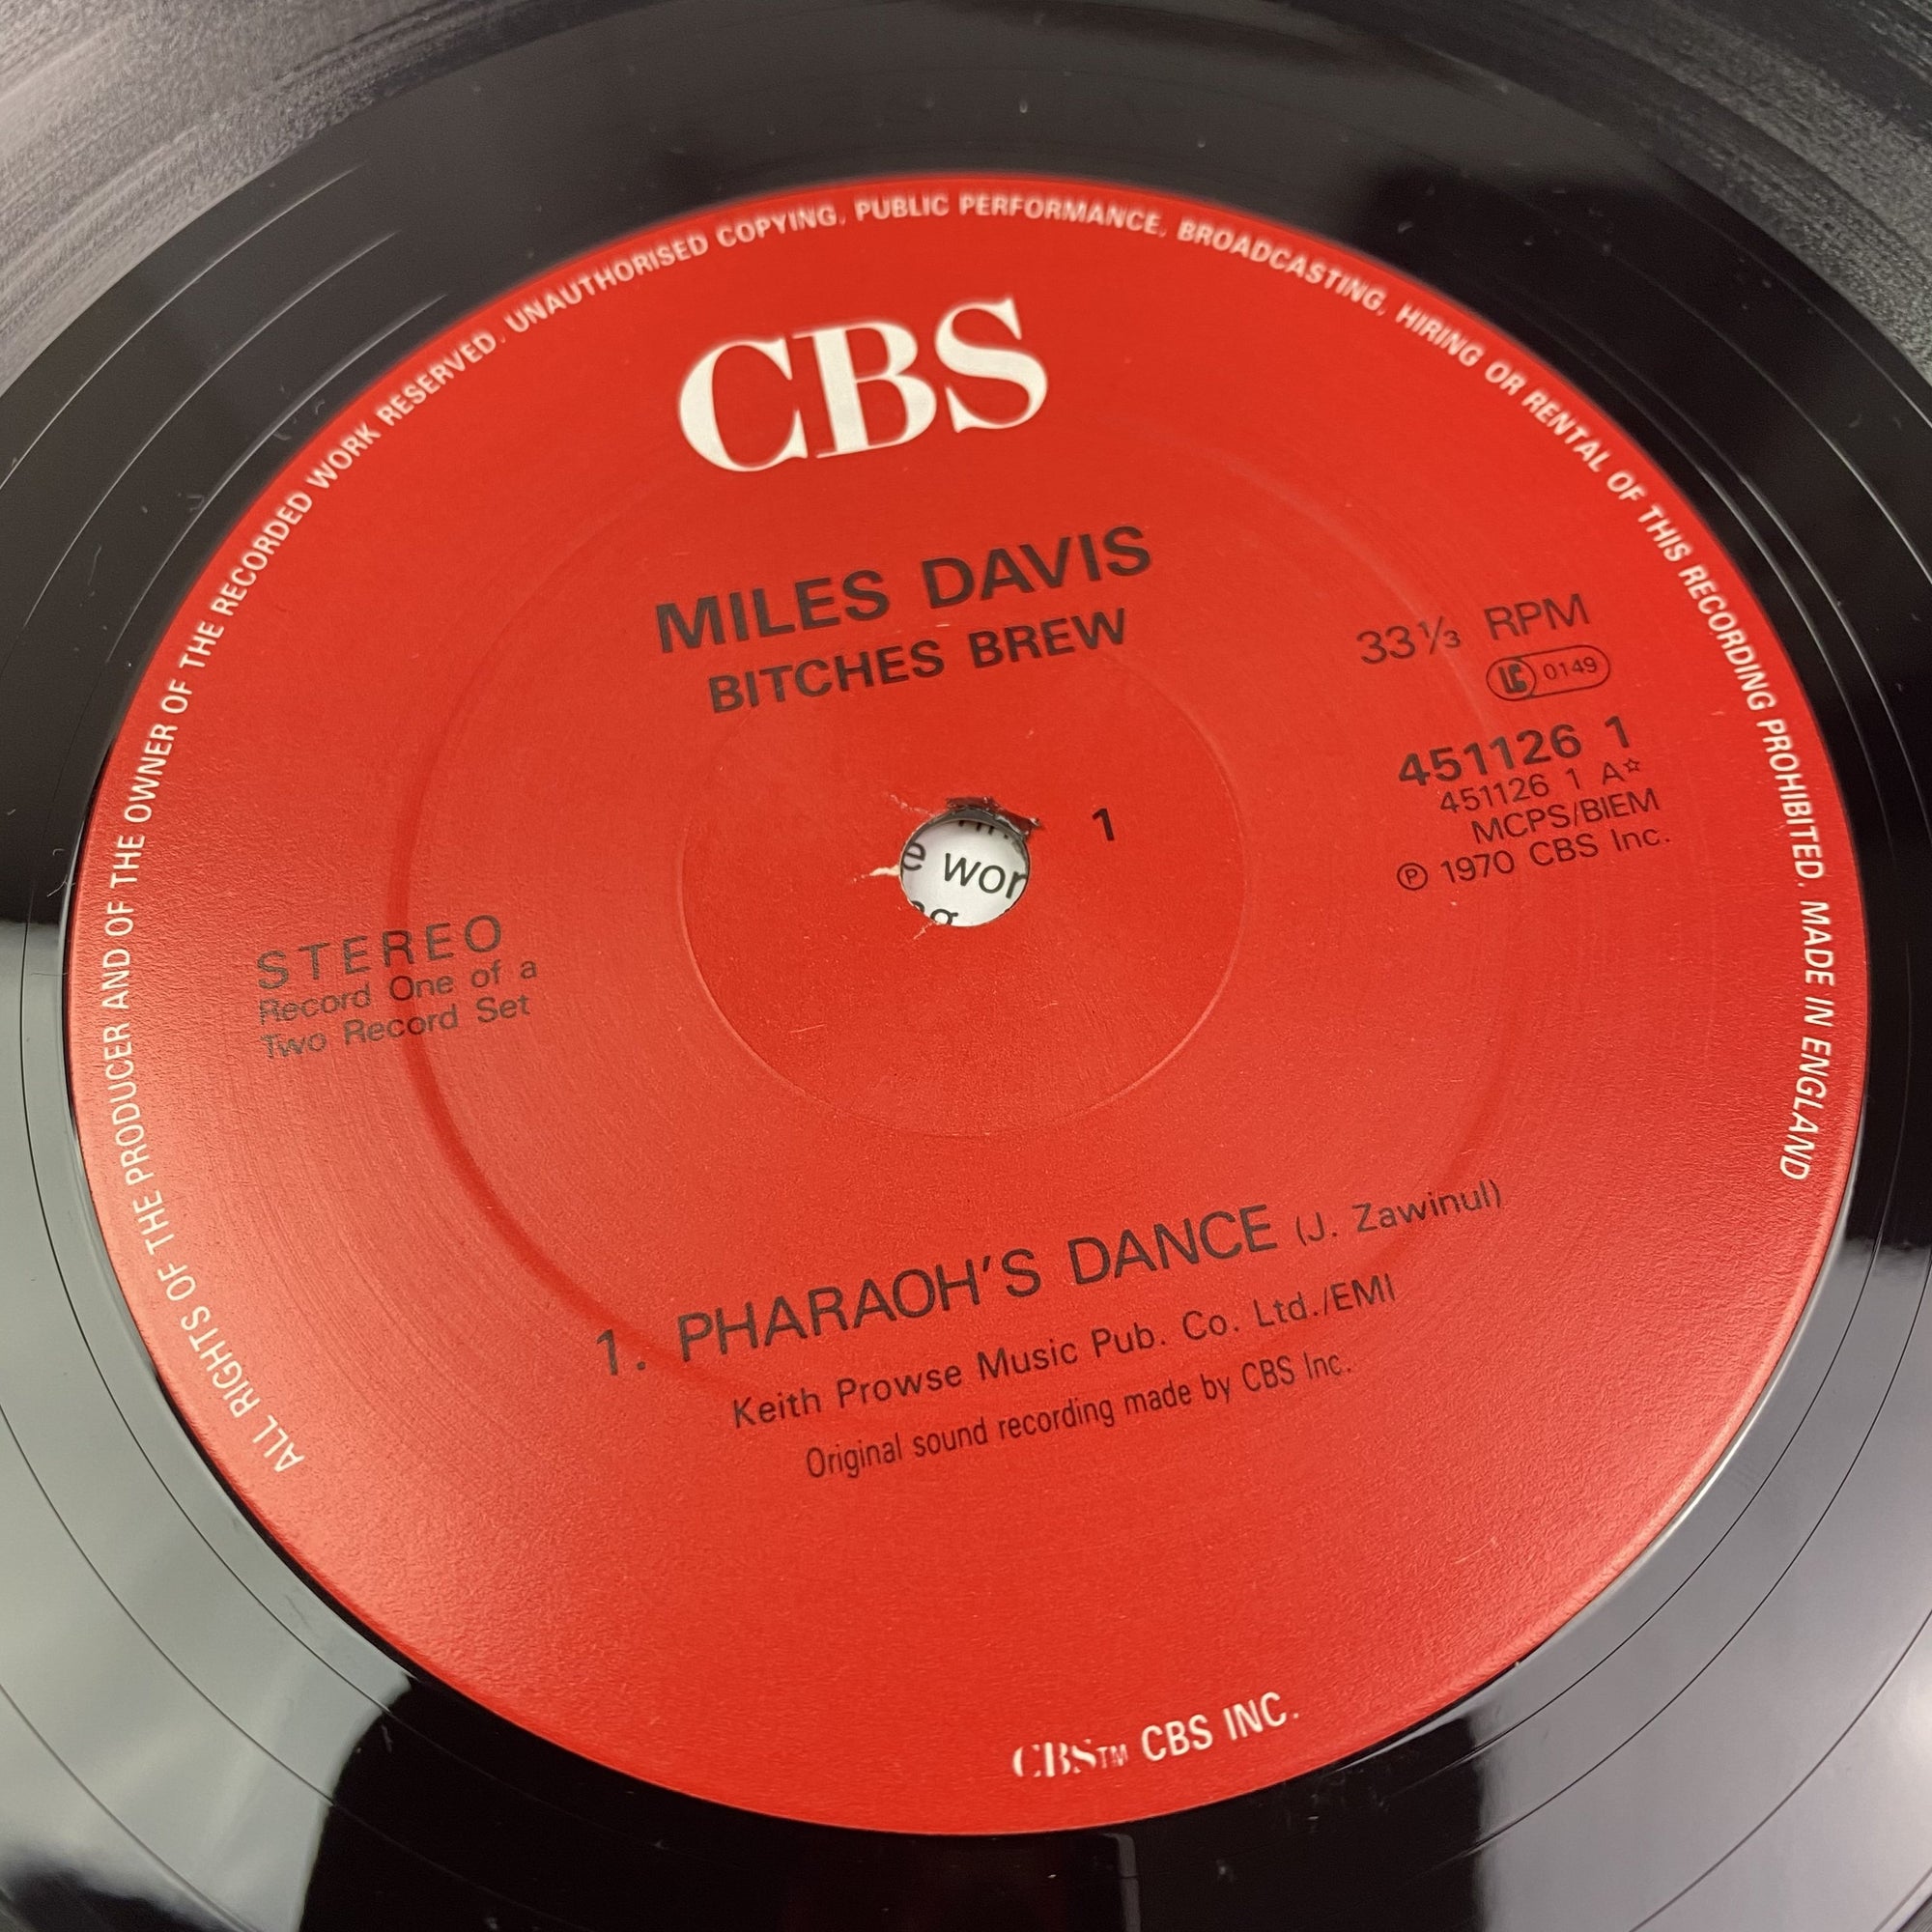 ALL RIGHTS OF THE PRODUCER AND OF THE OWNER OF THE RECORDED WORK RESERVED. UNAUTHORISED COPYING, PUBLIC PERFORMANCE, BROADCASTING, HIRING OR RENTAL OF THIS RECORDING PROHIBITED. MADE IN ENGLAND
CBS
MILES DAVIS
BITCHES BREW
33⅓ RPM
LC 0149
451126 1
451126 1 A☆
MCPS/BIEM
℗ 1970 CBS Inc.
1
wor
STEREO
Record One of a
Two Record Set
1. PHARAOH'S DANCE (J. Zawinul)
Keith Prowse Music Pub. Co. Ltd./EMI
Original sound recording made by CBS Inc.
CBS™ CBS INC.